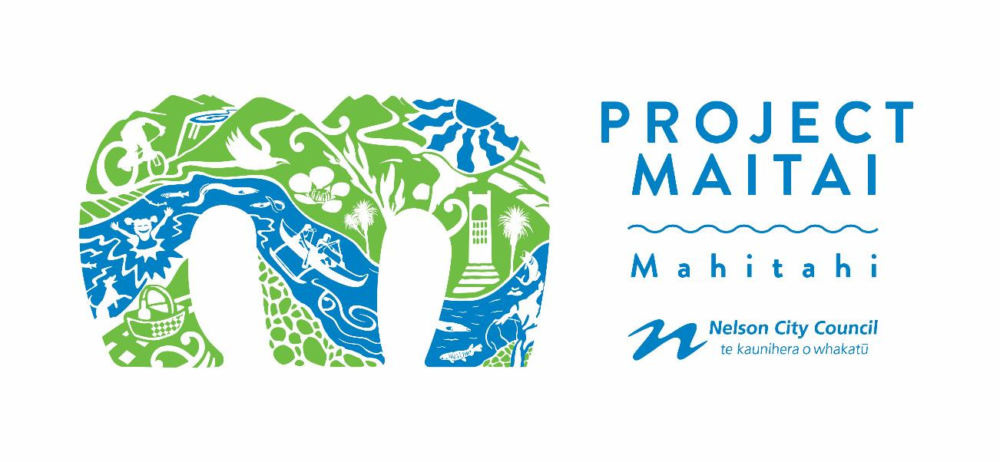 PROJECT
MAITAI
Mahitahi
Nelson City Council
te kaunihera o whakatū